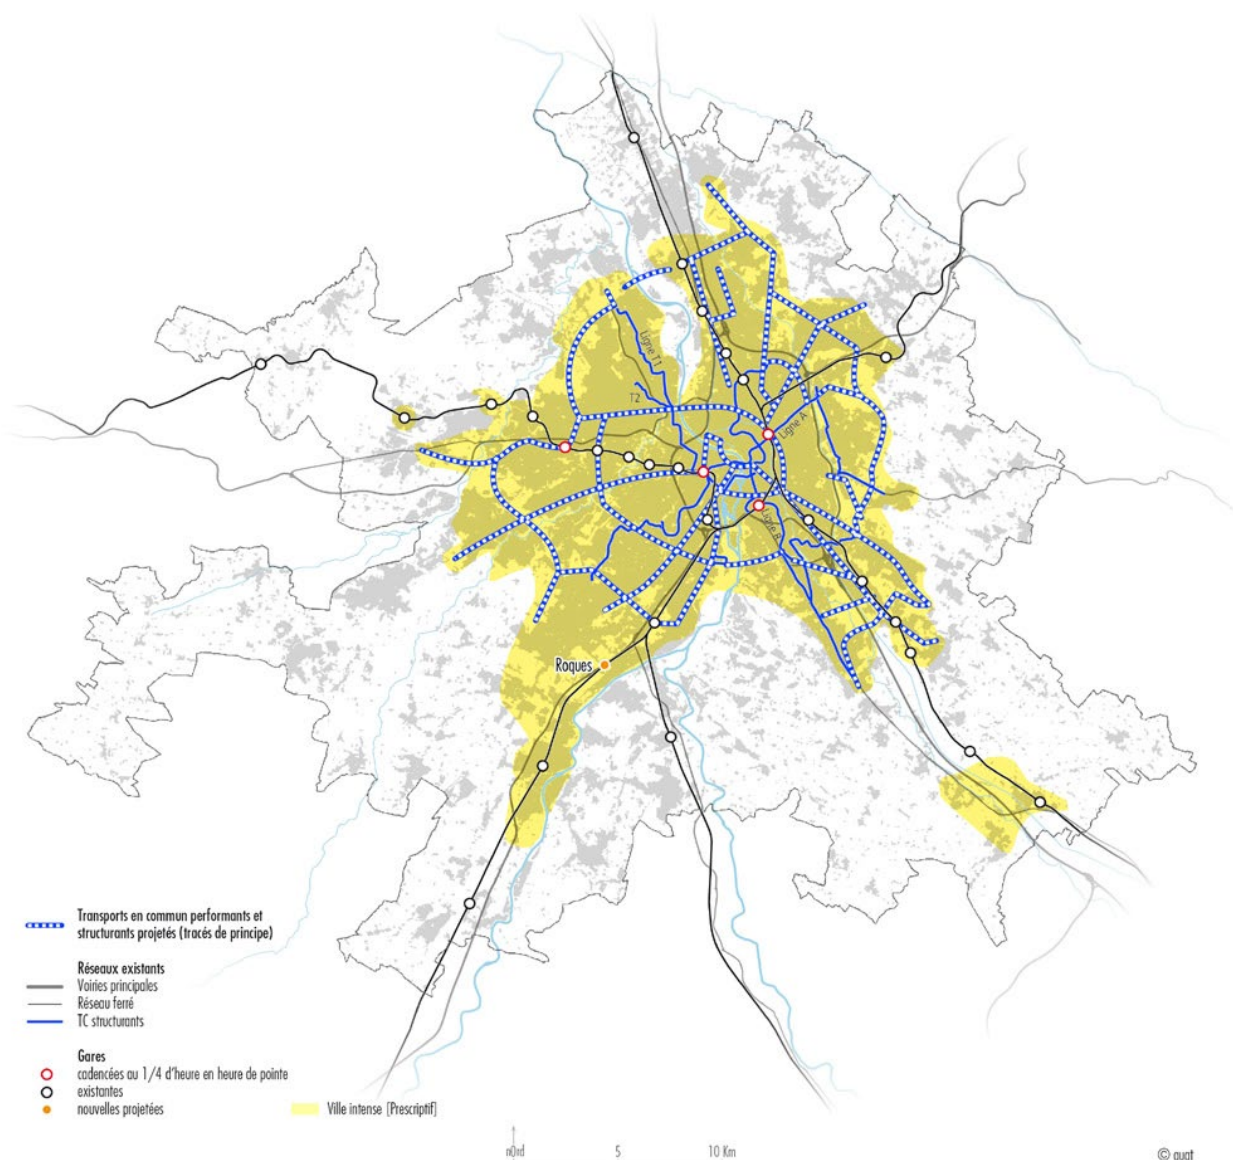 Ligne T1
T2
Ligne A
Ligne B
Roques
Transports en commun performants et
structurants projetés (tracés de principe)
Réseaux existants
Voiries principales
Réseau ferré
TC structurants
Gares
cadencées au 1/4 d'heure en heure de pointe
existantes
nouvelles projetées
Ville intense [Prescriptif]
nOrd
5
10 Km
© auat